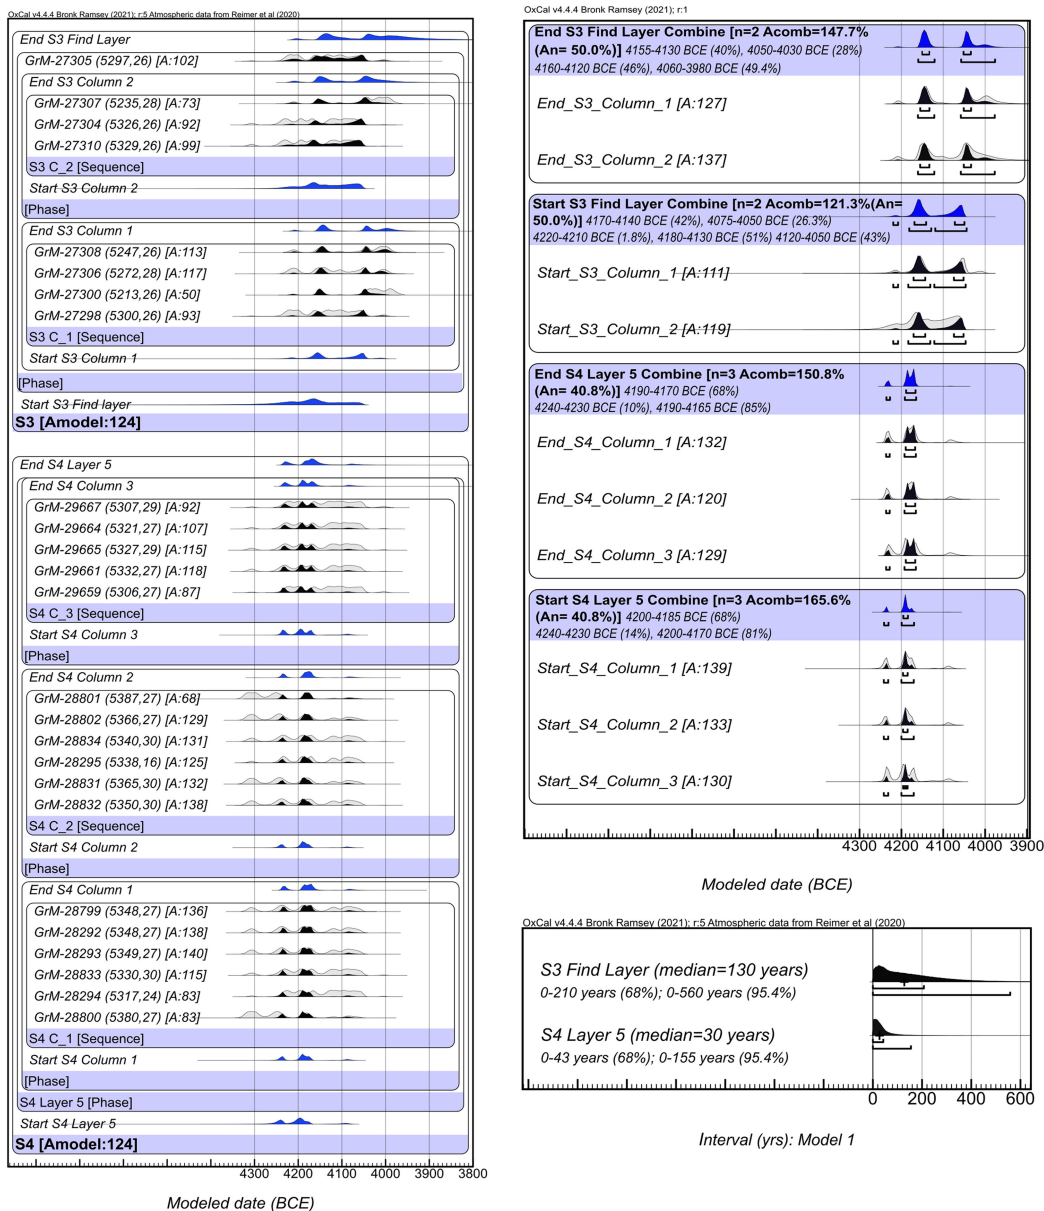 OxCal v4.4.4 Bronk Ramsey (2021); r:5 Atmospheric data from Reimer et al (2020)
End S3 Find Layer
GrM-27305 (5297,26) [A:102]
End S3 Column 2
GrM-27307 (5235,28) [A:73]
GrM-27304 (5326,26) [A:92]
GrM-27310 (5329,26) [A:99]
S3 C_2 [Sequence]
Start S3 Column 2
[Phase]
End S3 Column 1
GrM-27308 (5247,26) [A:113]
GrM-27306 (5272,28) [A:117]
GrM-27300 (5213,26) [A:50]
GrM-27298 (5300,26) [A:93]
S3 C_1 [Sequence]
Start S3 Column 1
[Phase]
Start S3 Find layer
S3 [Amodel:124]
End S4 Layer 5
End S4 Column 3
GrM-29667 (5307,29) [A:92]
GrM-29664 (5321,27) [A:107]
GrM-29665 (5327,29) [A:115]
GrM-29661 (5332,27) [A:118]
GrM-29659 (5306,27) [A:87]
S4 C_3 [Sequence]
Start S4 Column 3
[Phase]
End S4 Column 2
GrM-28801 (5387,27) [A:68]
GrM-28802 (5366,27) [A:129]
GrM-28834 (5340,30) [A:131]
GrM-28295 (5338,16) [A:125]
GrM-28831 (5365,30) [A:132]
GrM-28832 (5350,30) [A:138]
S4 C_2 [Sequence]
Start S4 Column 2
[Phase]
End S4 Column 1
GrM-28799 (5348,27) [A:136]
GrM-28292 (5348,27) [A:138]
GrM-28293 (5349,27) [A:140]
GrM-28833 (5330,30) [A:115]
GrM-28294 (5317,24) [A:83]
GrM-28800 (5380,27) [A:83]
S4 C_1 [Sequence]
Start S4 Column 1
[Phase]
S4 Layer 5 [Phase]
Start S4 Layer 5
S4 [Amodel:124]
4300 4200 4100 4000 3900 3800
Modeled date (BCE)
OxCal v4.4.4 Bronk Ramsey (2021); r:1
End S3 Find Layer Combine [n=2 Acomb=147.7%
(An= 50.0%)] 4155-4130 BCE (40%), 4050-4030 BCE (28%)
4160-4120 BCE (46%), 4060-3980 BCE (49.4%)
End_S3_Column_1 [A:127]
End_S3_Column_2 [A:137]
Start S3 Find Layer Combine [n=2 Acomb=121.3%(An=
50.0%)] 4170-4140 BCE (42%), 4075-4050 BCE (26.3%)
4220-4210 BCE (1.8%), 4180-4130 BCE (51%) 4120-4050 BCE (43%)
Start_S3_Column_1 [A:111]
Start_S3_Column_2 [A:119]
End S4 Layer 5 Combine [n=3 Acomb=150.8%
(An= 40.8%)] 4190-4170 BCE (68%)
4240-4230 BCE (10%), 4190-4165 BCE (85%)
End_S4_Column_1 [A:132]
End_S4_Column_2 [A:120]
End_S4_Column_3 [A:129]
Start S4 Layer 5 Combine [n=3 Acomb=165.6%
(An= 40.8%)] 4200-4185 BCE (68%)
4240-4230 BCE (14%), 4200-4170 BCE (81%)
Start_S4_Column_1 [A:139]
Start_S4_Column_2 [A:133]
Start_S4_Column_3 [A:130]
4300 4200 4100 4000 3900
Modeled date (BCE)
OxCal v4.4.4 Bronk Ramsey (2021); r:5 Atmospheric data from Reimer et al (2020)
S3 Find Layer (median=130 years)
0-210 years (68%); 0-560 years (95.4%)
S4 Layer 5 (median=30 years)
0-43 years (68%); 0-155 years (95.4%)
0 200 400 600
Interval (yrs): Model 1